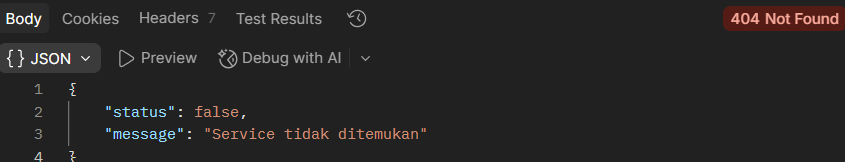 Body Cookies Headers 7 Test Results 404 Not Found
{} JSON Preview Debug with AI
1 {
2 "status": false,
3 "message": "Service tidak ditemukan"
4 }